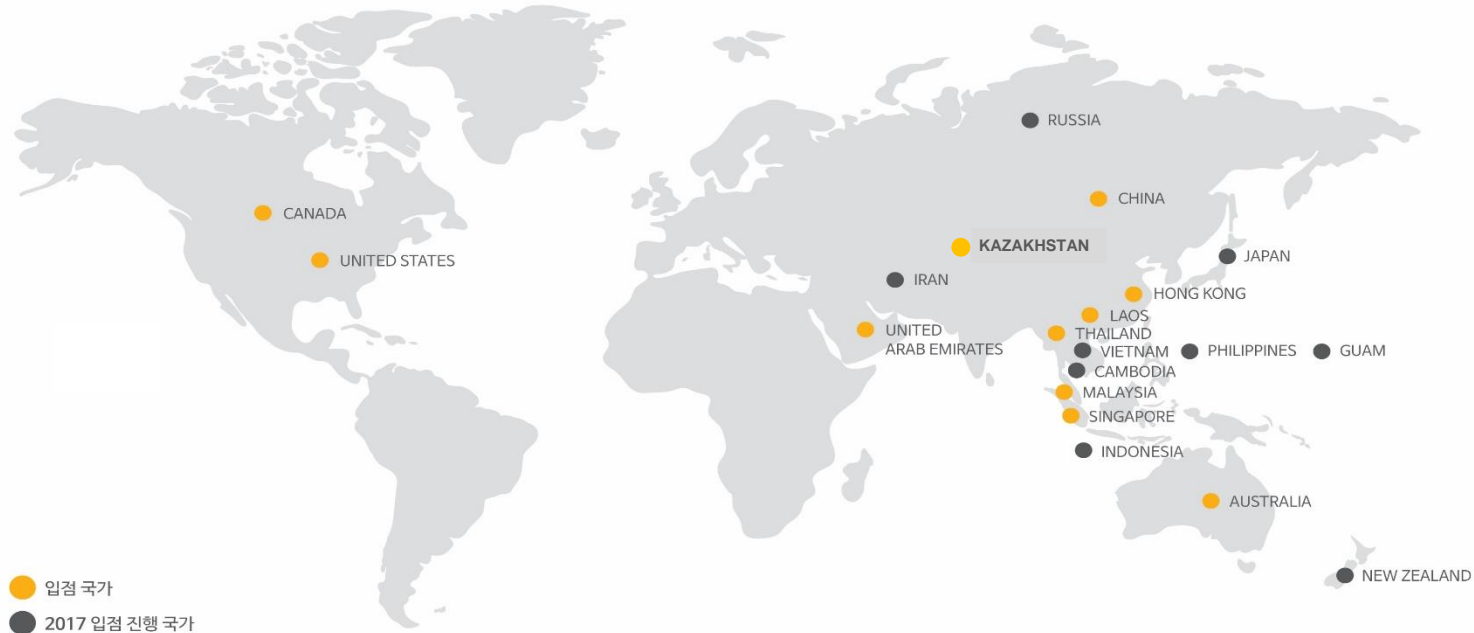 RUSSIA
CHINA
CANADA
KAZAKHSTAN
UNITED STATES
JAPAN
IRAN
HONG KONG
LAOS
UNITED
ARAB EMIRATES
THAILAND
VIETNAM
PHILIPPINES
GUAM
CAMBODIA
MALAYSIA
SINGAPORE
INDONESIA
AUSTRALIA
NEW ZEALAND
입점 국가
2017 입점 진행 국가